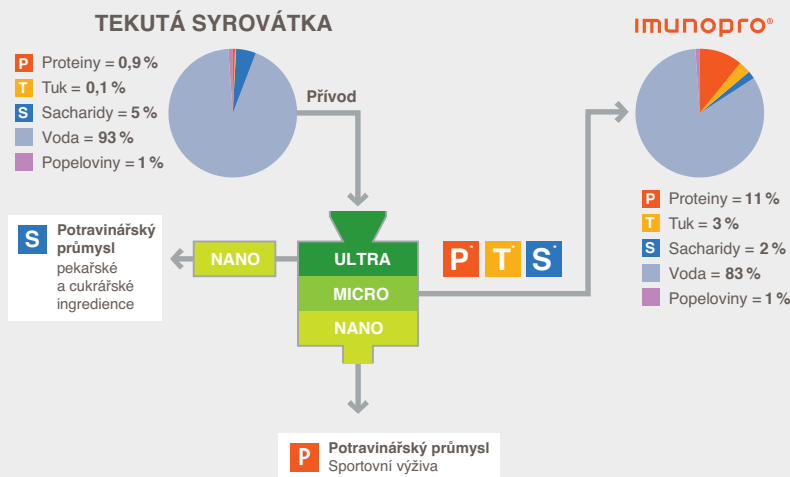 TEKUTÁ SYROVÁTKA
P Proteiny = 0,9 %
T Tuk = 0,1 %
S Sacharidy = 5 %
Voda = 93 %
Popeloviny = 1 %
Přívod
imunopro®
P Proteiny = 11 %
T Tuk = 3 %
S Sacharidy = 2 %
Voda = 83 %
Popeloviny = 1 %
S Potravinářský
průmysl
pekařské
a cukrářské
ingredience
NANO
ULTRA
MICRO
NANO
P* T* S*
P Potravinářský průmysl
Sportovní výživa